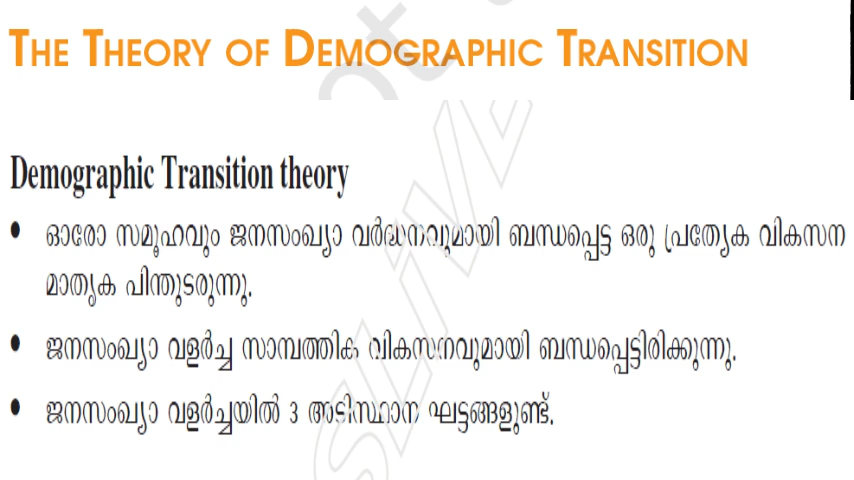 THE THEORY OF DEMOGRAPHIC TRANSITION
Demographic Transition theory
• ഓരോ സമൂഹവും ജനസംഖ്യാ വർദ്ധനവുമായി ബന്ധപ്പെട്ട ഒരു പ്രത്യേക വികസന
മാതൃക പിന്തുടരുന്നു.
• ജനസംഖ്യാ വളർച്ച സാമ്പത്തിക വികസനവുമായി ബന്ധപ്പെട്ടിരിക്കുന്നു.
• ജനസംഖ്യാ വളർച്ചയിൽ 3 അടിസ്ഥാന ഘട്ടങ്ങളുണ്ട്.